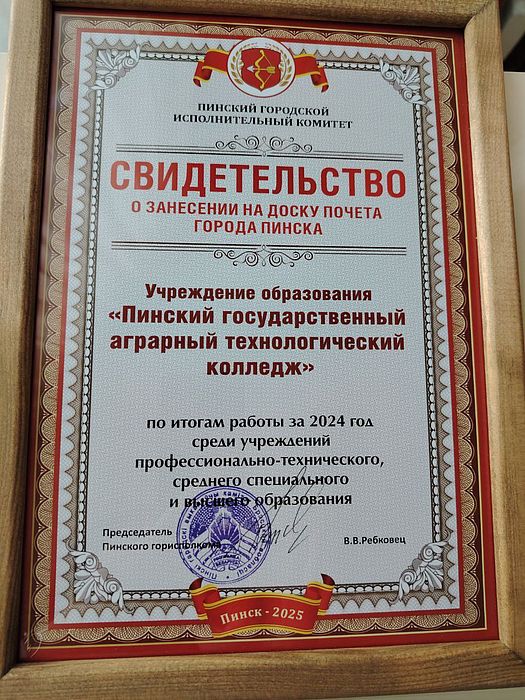 ПИНСКИЙ ГОРОДСКОЙ
ИСПОЛНИТЕЛЬНЫЙ КОМИТЕТ
СВИДЕТЕЛЬСТВО
О ЗАНЕСЕНИИ НА ДОСКУ ПОЧЕТА
ГОРОДА ПИНСКА
Учреждение образования
«Пинский государственный
аграрный технологический
колледж»
по итогам работы за 2024 год
среди учреждений
профессионально-технического,
среднего специального
и высшего образования
Председатель
Пинского горисполкома
В.В.Ребковец
Пинск - 2025